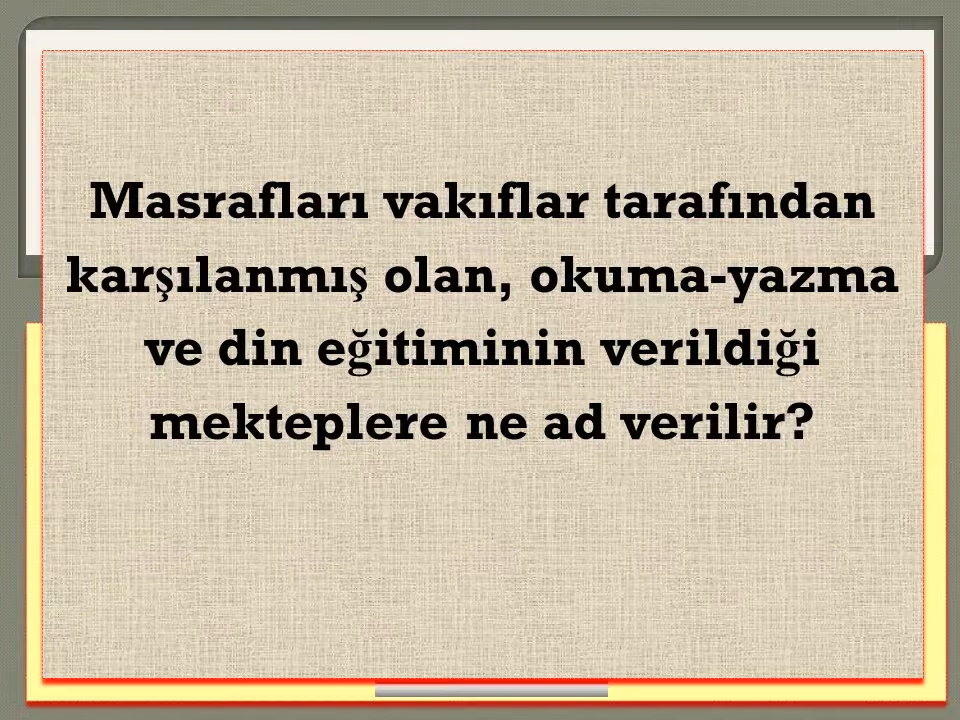 Masrafları vakıflar tarafından
karşılanmış olan, okuma-yazma
ve din eğitiminin verildiği
mekteplere ne ad verilir?